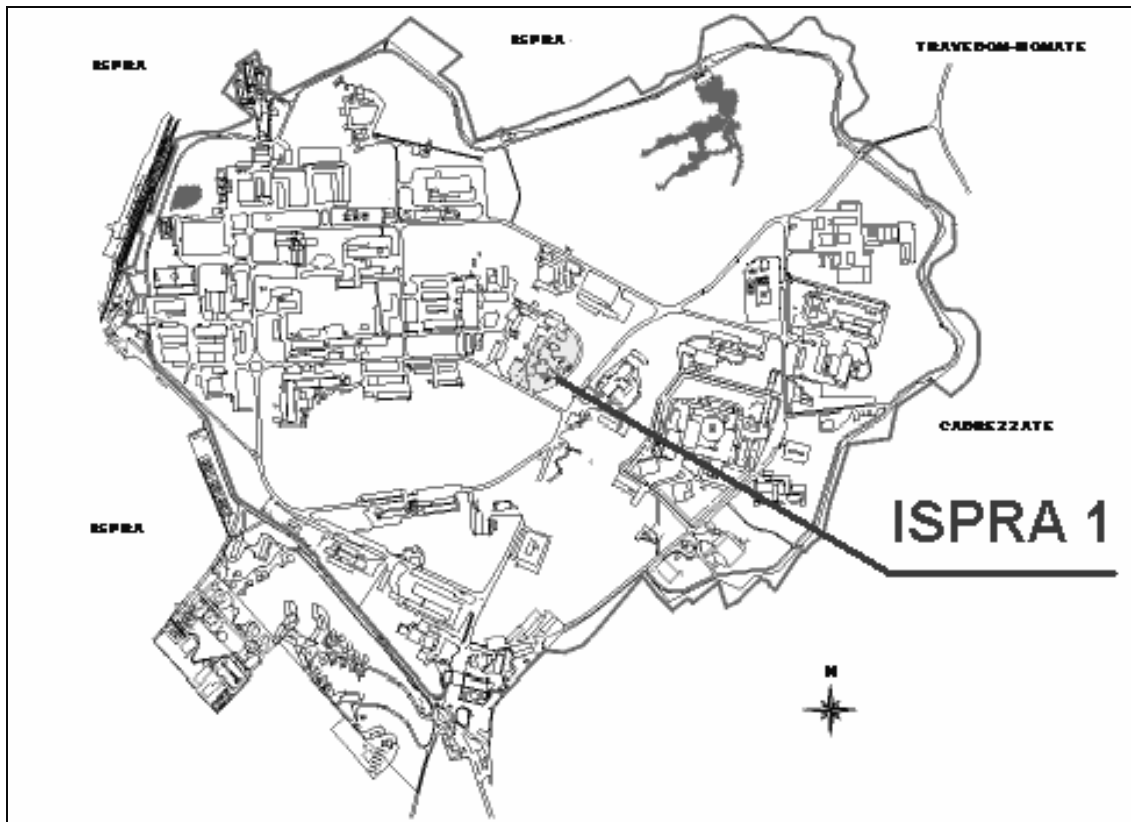 ISPRA
ISPRA
TRAVEDONA-MONATE
CADREZZATE
ISPRA 1
ISPRA
N